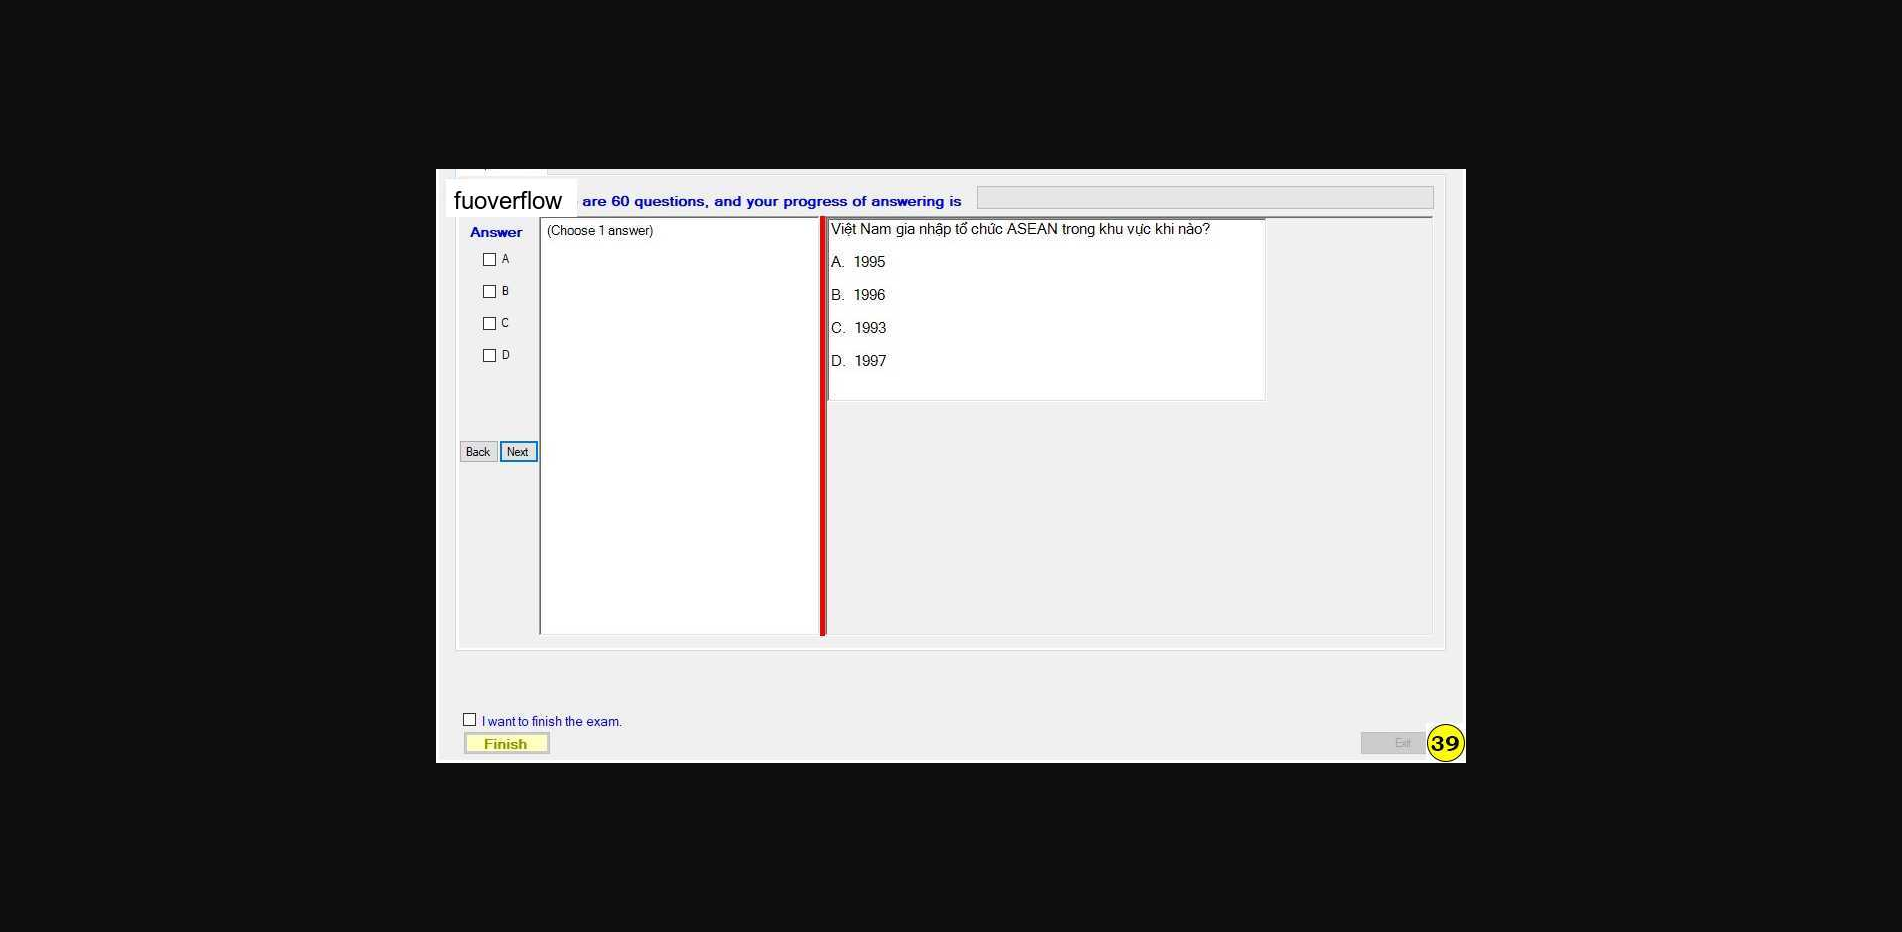 fuoverflow are 60 questions, and your progress of answering is
Answer
(Choose 1 answer)
A
B
C
D
Back Next
Việt Nam gia nhập tổ chức ASEAN trong khu vực khi nào?
A. 1995
B. 1996
C. 1993
D. 1997
I want to finish the exam.
Finish
Exit
39